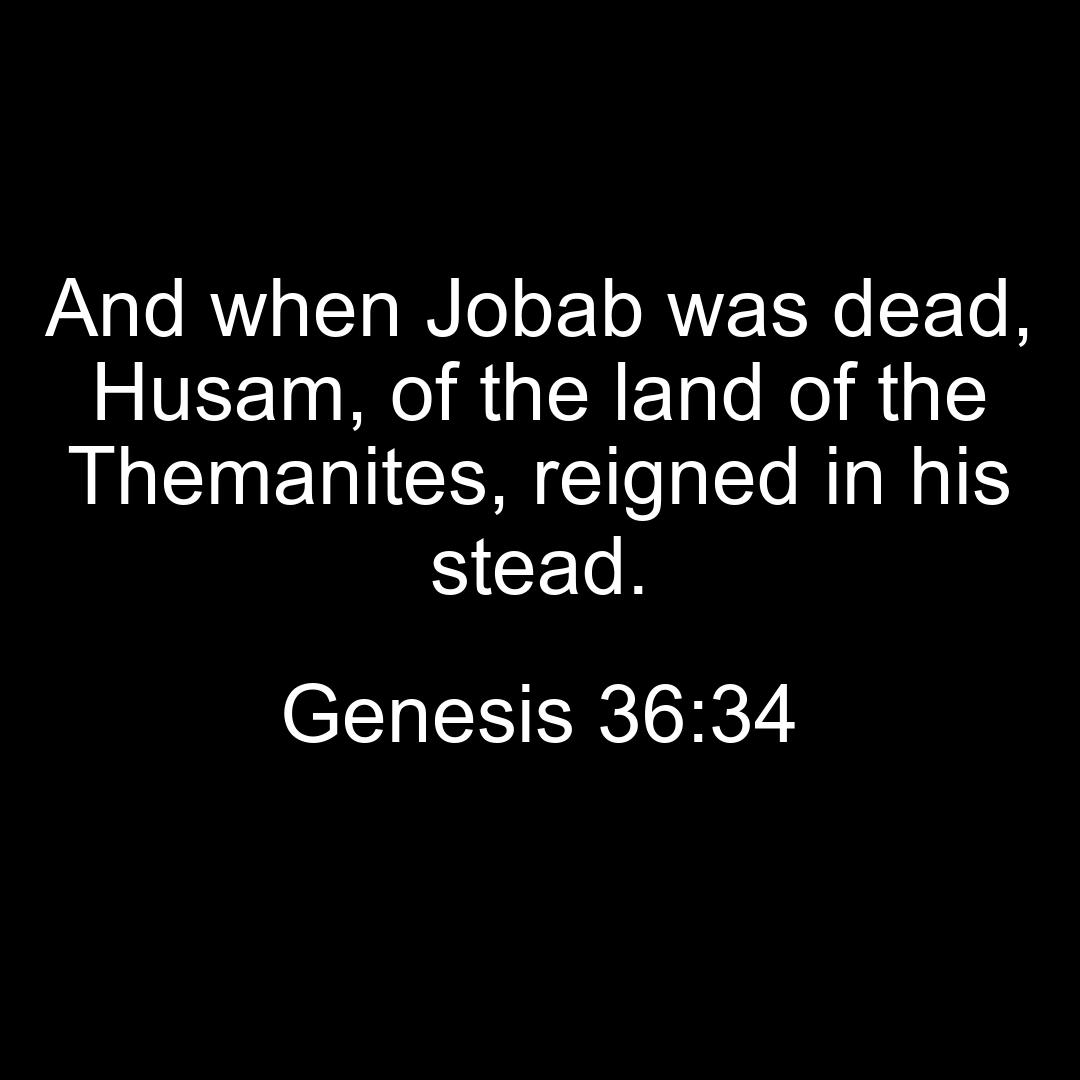 And when Jobab was dead,
Husam, of the land of the
Themanites, reigned in his
stead.
Genesis 36:34